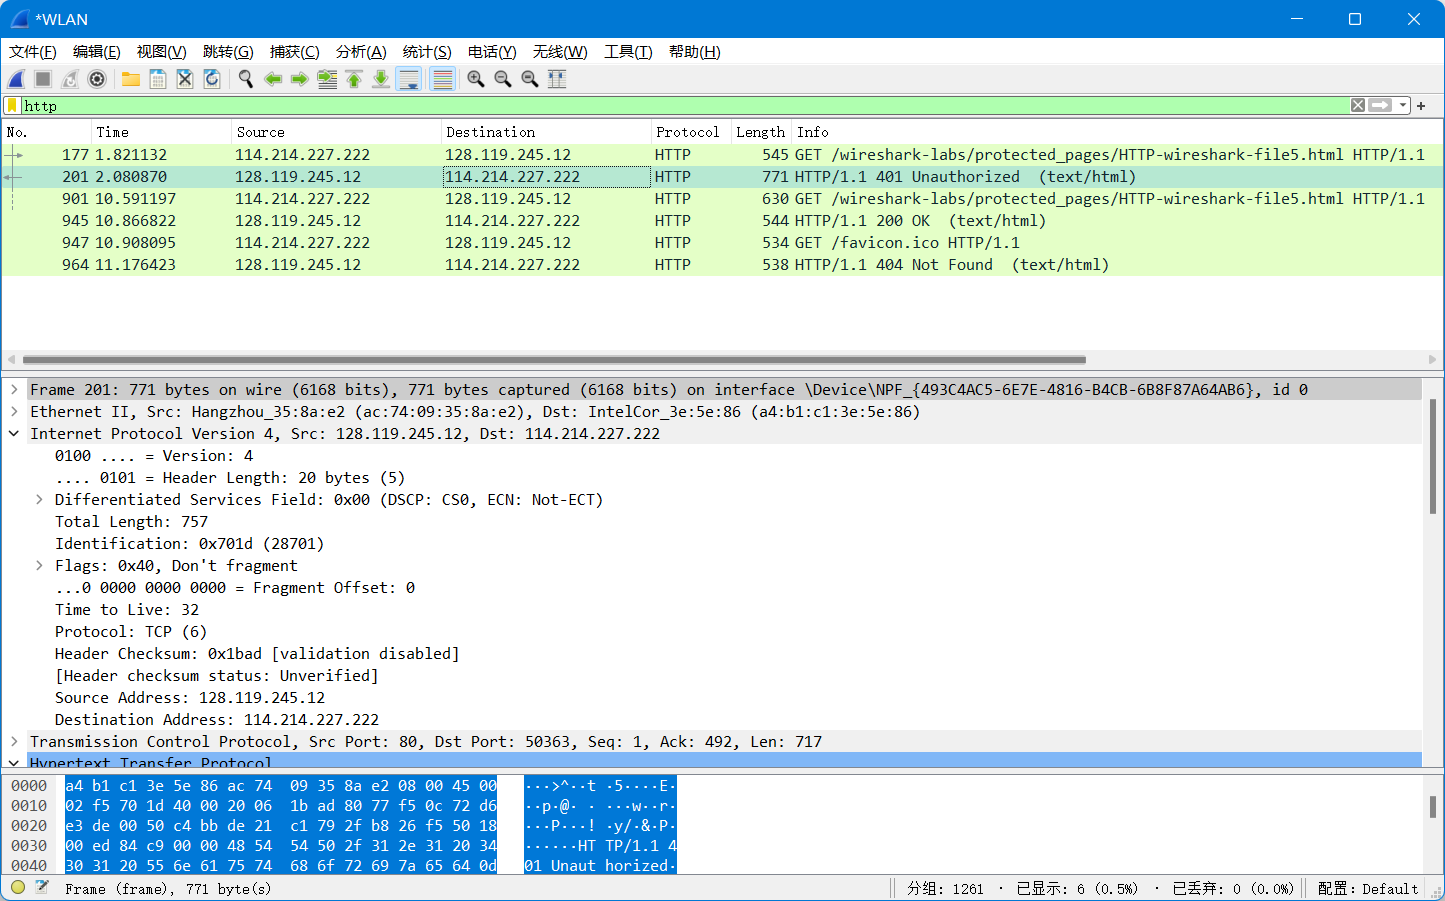 *WLAN
文件(F) 编辑(E) 视图(V) 跳转(G) 捕获(C) 分析(A) 统计(S) 电话(Y) 无线(W) 工具(T) 帮助(H)
http
No. Time Source Destination Protocol Length Info
177 1.821132 114.214.227.222 128.119.245.12 HTTP 545 GET /wireshark-labs/protected_pages/HTTP-wireshark-file5.html HTTP/1.1
201 2.080870 128.119.245.12 114.214.227.222 HTTP 771 HTTP/1.1 401 Unauthorized  (text/html)
901 10.591197 114.214.227.222 128.119.245.12 HTTP 630 GET /wireshark-labs/protected_pages/HTTP-wireshark-file5.html HTTP/1.1
945 10.866822 128.119.245.12 114.214.227.222 HTTP 544 HTTP/1.1 200 OK  (text/html)
947 10.908095 114.214.227.222 128.119.245.12 HTTP 534 GET /favicon.ico HTTP/1.1
964 11.176423 128.119.245.12 114.214.227.222 HTTP 538 HTTP/1.1 404 Not Found  (text/html)
Frame 201: 771 bytes on wire (6168 bits), 771 bytes captured (6168 bits) on interface \Device\NPF_{493C4AC5-6E7E-4816-B4CB-6B8F87A64AB6}, id 0
Ethernet II, Src: Hangzhou_35:8a:e2 (ac:74:09:35:8a:e2), Dst: IntelCor_3e:5e:86 (a4:b1:c1:3e:5e:86)
Internet Protocol Version 4, Src: 128.119.245.12, Dst: 114.214.227.222
0100 .... = Version: 4
.... 0101 = Header Length: 20 bytes (5)
Differentiated Services Field: 0x00 (DSCP: CS0, ECN: Not-ECT)
Total Length: 757
Identification: 0x701d (28701)
Flags: 0x40, Don't fragment
...0 0000 0000 0000 = Fragment Offset: 0
Time to Live: 32
Protocol: TCP (6)
Header Checksum: 0x1bad [validation disabled]
[Header checksum status: Unverified]
Source Address: 128.119.245.12
Destination Address: 114.214.227.222
Transmission Control Protocol, Src Port: 80, Dst Port: 50363, Seq: 1, Ack: 492, Len: 717
Hypertext Transfer Protocol
0000 a4 b1 c1 3e 5e 86 ac 74 09 35 8a e2 08 00 45 00 ···>^··t ·5····E·
0010 02 f5 70 1d 40 00 20 06 1b ad 80 77 f5 0c 72 d6 ··p·@· · ···w··r·
0020 e3 de 00 50 c4 bb de 21 c1 79 2f b8 26 f5 50 18 ···P···! ·y/·&·P·
0030 00 ed 84 c9 00 00 48 54 54 50 2f 31 2e 31 20 34 ······HT TP/1.1 4
0040 30 31 20 55 6e 61 75 74 68 6f 72 69 7a 65 64 0d 01 Unaut horized·
Frame (frame), 771 byte(s) 分组: 1261 · 已显示: 6 (0.5%) · 已丢弃: 0 (0.0%) 配置: Default